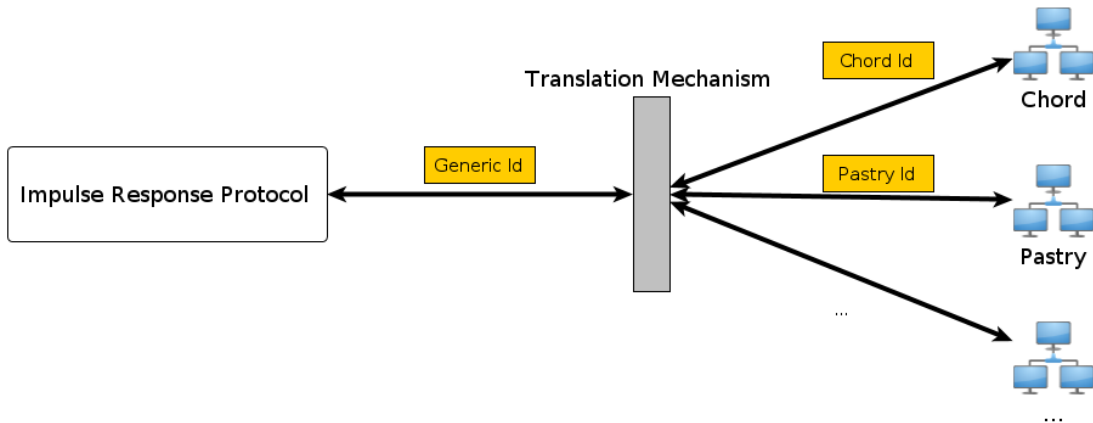 Chord Id
Translation Mechanism
Chord
Generic Id
Pastry Id
Impulse Response Protocol
Pastry
...
...